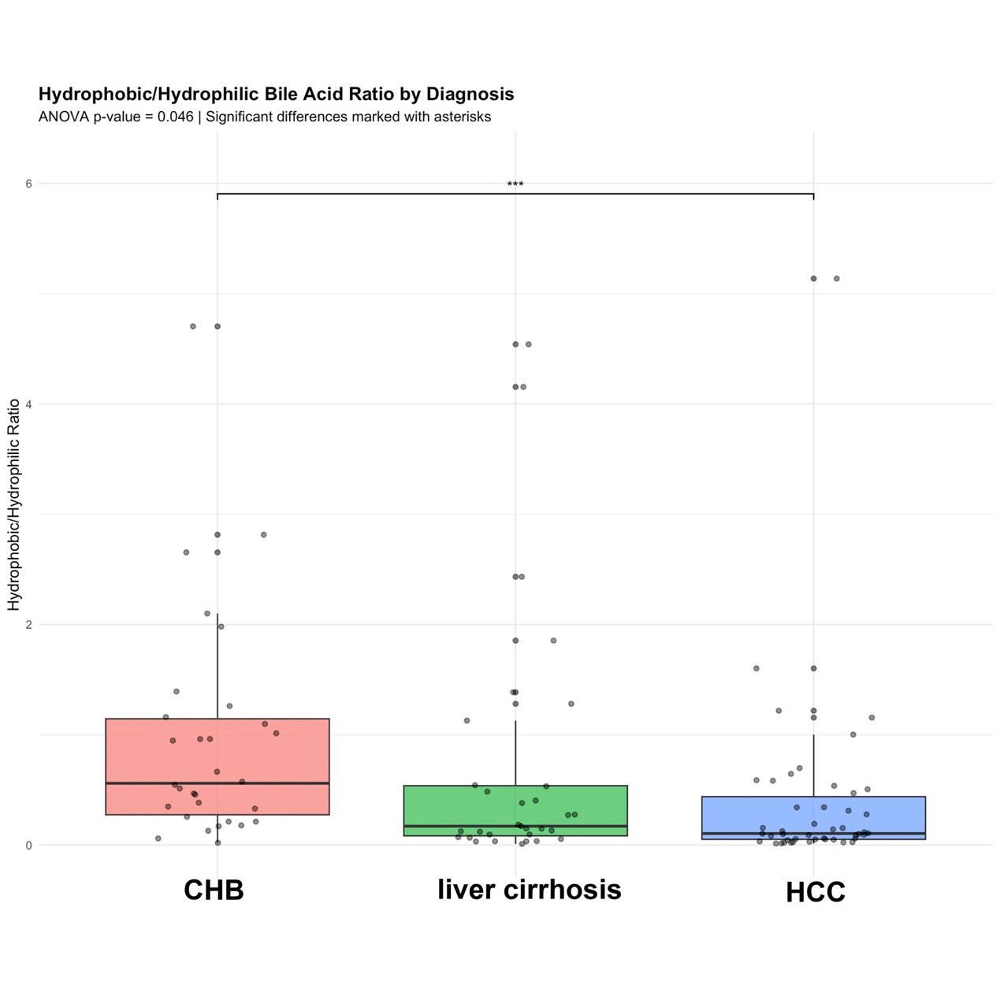 Hydrophobic/Hydrophilic Bile Acid Ratio by Diagnosis
ANOVA p-value = 0.046 | Significant differences marked with asterisks
Hydrophobic/Hydrophilic Ratio
6
***
4
2
0
CHB
liver cirrhosis
HCC